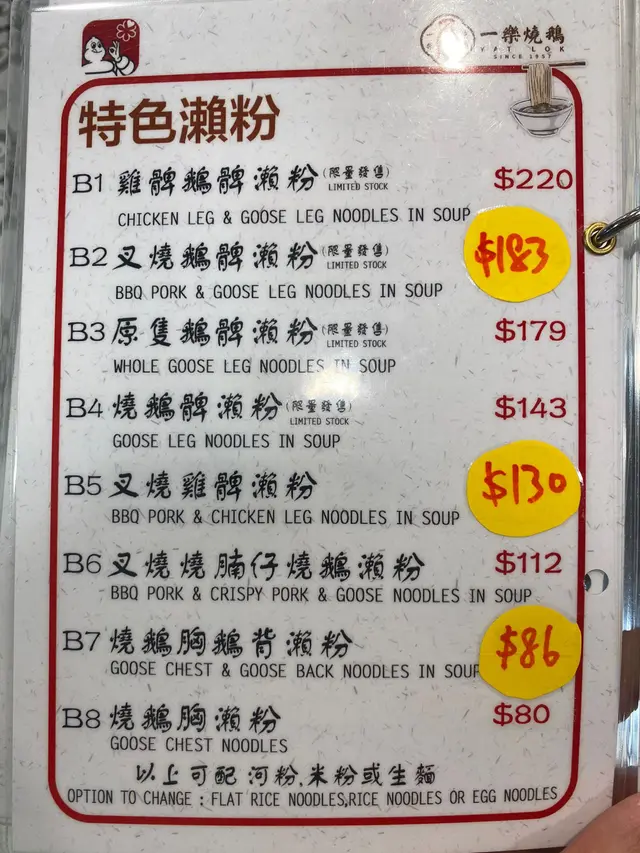 一樂燒鵝
YAT LOK
SINCE 1957
特色瀨粉
B1 雞髀鵝髀瀨粉 (限量發售) $220
LIMITED STOCK
CHICKEN LEG & GOOSE LEG NOODLES IN SOUP
B2 叉燒鵝髀瀨粉 (限量發售) $183
LIMITED STOCK
BBQ PORK & GOOSE LEG NOODLES IN SOUP
B3 原隻鵝髀瀨粉 (限量發售) $179
LIMITED STOCK
WHOLE GOOSE LEG NOODLES IN SOUP
B4 燒鵝髀瀨粉 (限量發售) $143
LIMITED STOCK
GOOSE LEG NOODLES IN SOUP
B5 叉燒雞髀瀨粉 $130
BBQ PORK & CHICKEN LEG NOODLES IN SOUP
B6 叉燒燒腩仔燒鵝瀨粉 $112
BBQ PORK & CRISPY PORK & GOOSE NOODLES IN SOUP
B7 燒鵝胸鵝背瀨粉 $86
GOOSE CHEST & GOOSE BACK NOODLES IN SOUP
B8 燒鵝胸瀨粉 $80
GOOSE CHEST NOODLES
以上可配河粉.米粉或生麵
OPTION TO CHANGE : FLAT RICE NOODLES,RICE NOODLES OR EGG NOODLES